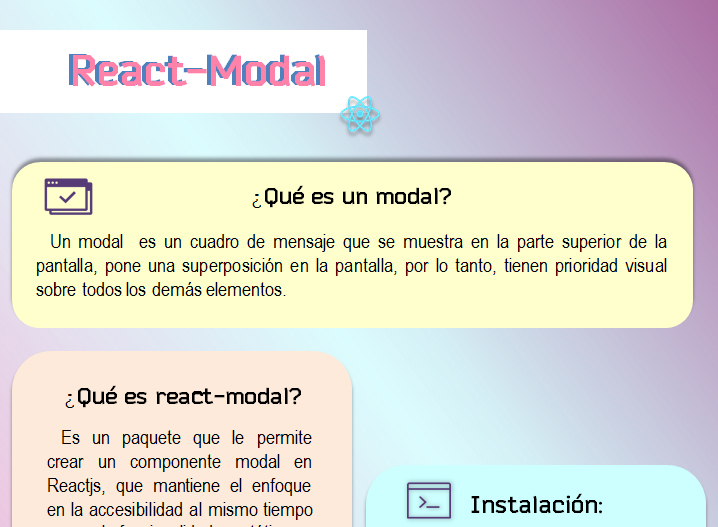 React-Modal
¿Qué es un modal?
Un modal es un cuadro de mensaje que se muestra en la parte superior de la
pantalla, pone una superposición en la pantalla, por lo tanto, tienen prioridad visual
sobre todos los demás elementos.
¿Qué es react-modal?
Es un paquete que le permite
crear un componente modal en
Reactjs, que mantiene el enfoque
en la accesibilidad al mismo tiempo
Instalación: